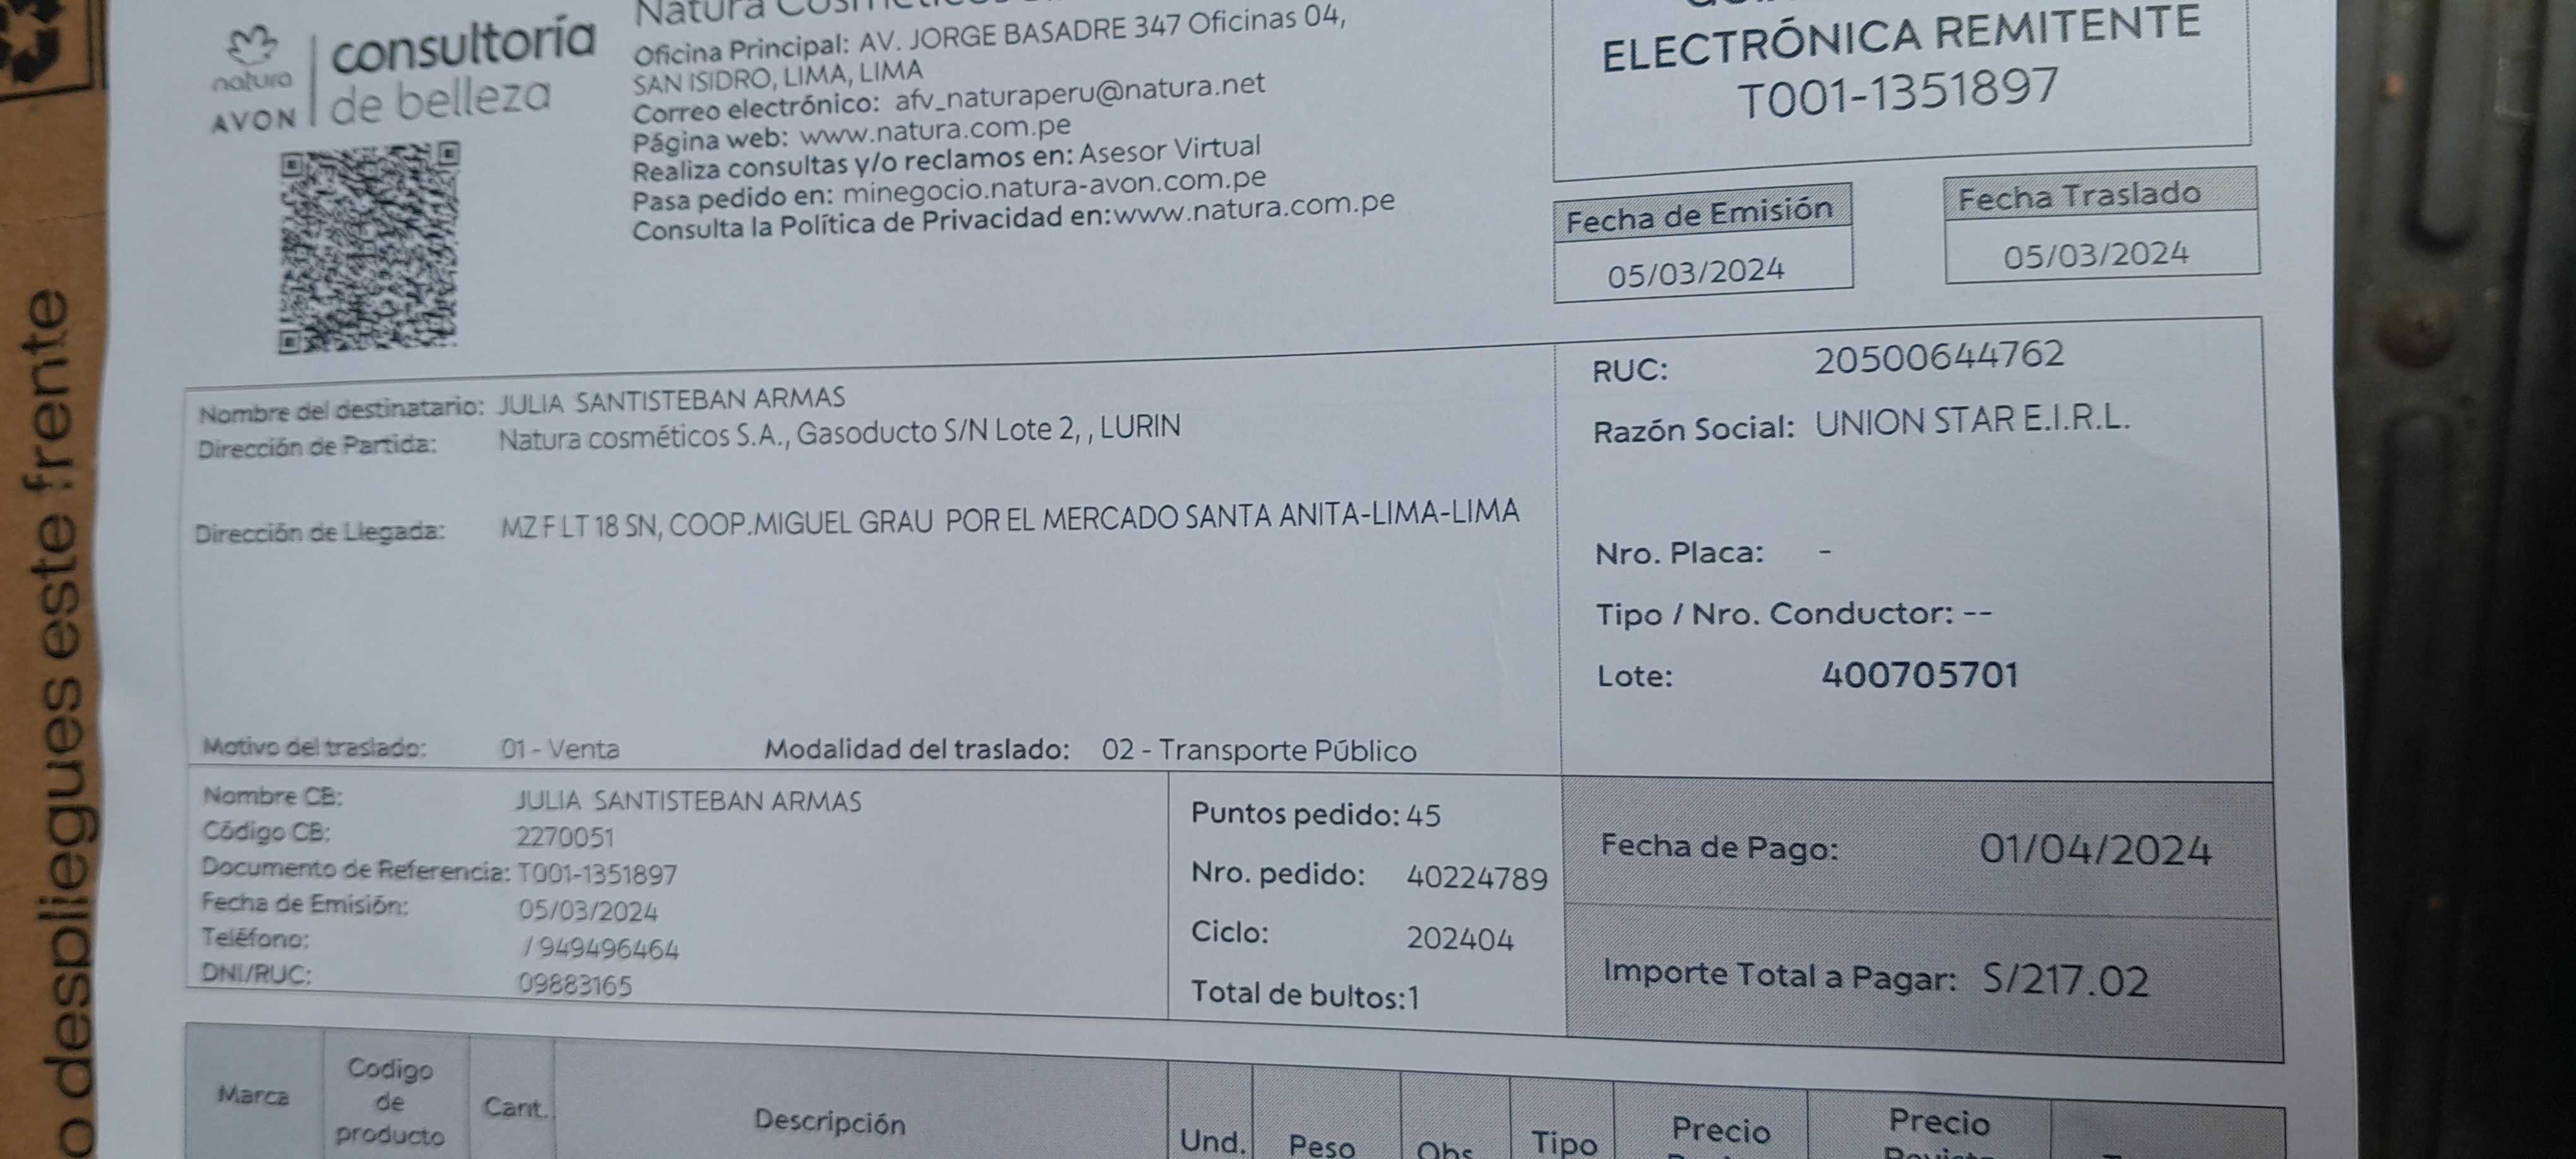 natura
AVON
consultoría
de belleza
Natura Cosméticos
Oficina Principal: AV. JORGE BASADRE 347 Oficinas 04,
SAN ISIDRO, LIMA, LIMA
Correo electrónico: afv_naturaperu@natura.net
Página web: www.natura.com.pe
Realiza consultas y/o reclamos en: Asesor Virtual
Pasa pedido en: minegocio.natura-avon.com.pe
Consulta la Política de Privacidad en:www.natura.com.pe
ELECTRÓNICA REMITENTE
T001-1351897
Fecha de Emisión
05/03/2024
Fecha Traslado
05/03/2024
Nombre del destinatario: JULIA SANTISTEBAN ARMAS
Dirección de Partida: Natura cosméticos S.A., Gasoducto S/N Lote 2, , LURIN
Dirección de Llegada: MZ F LT 18 SN, COOP.MIGUEL GRAU POR EL MERCADO SANTA ANITA-LIMA-LIMA
Motivo del traslado: 01 - Venta Modalidad del traslado: 02 - Transporte Público
RUC: 20500644762
Razón Social: UNION STAR E.I.R.L.
Nro. Placa: -
Tipo / Nro. Conductor: --
Lote: 400705701
Nombre CB: JULIA SANTISTEBAN ARMAS
Código CB: 2270051
Documento de Referencia: T001-1351897
Fecha de Emisión: 05/03/2024
Teléfono: / 949496464
DNI/RUC: 09883165
Puntos pedido: 45
Nro. pedido: 40224789
Ciclo: 202404
Total de bultos:1
Fecha de Pago: 01/04/2024
Importe Total a Pagar: S/217.02
Marca
Codigo
de
producto
Cant.
Descripción
Und.
Peso
Obs
Tipo
Precio
Precio
o despliegues este frente